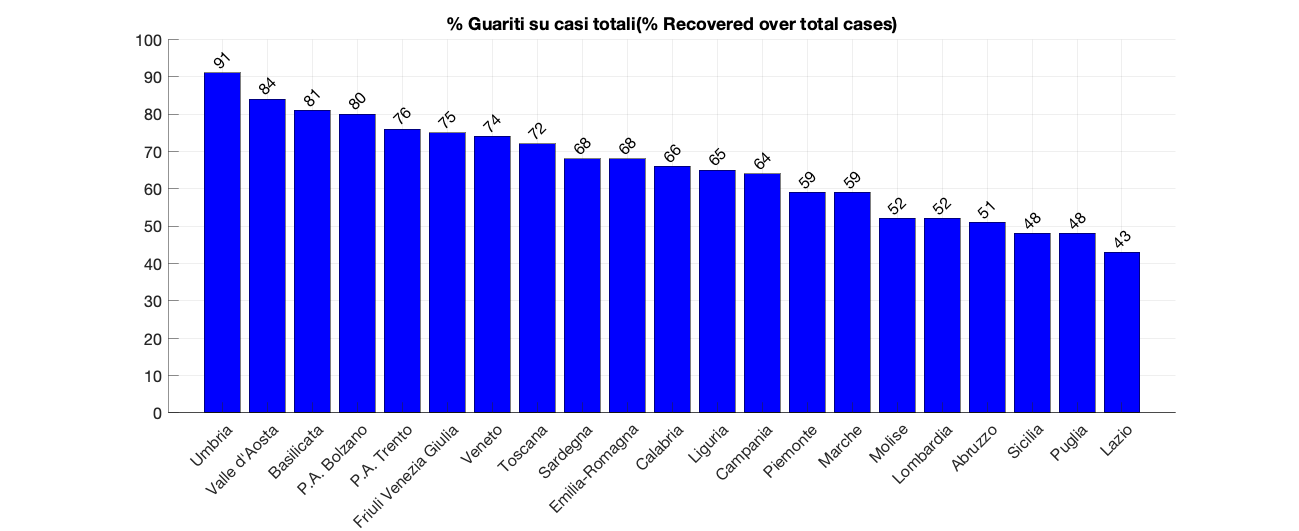 % Guariti su casi totali(% Recovered over total cases)
100
90
80
70
60
50
40
30
20
10
0
91
84
81
80
76
75
74
72
68
68
66
65
64
59
59
52
52
51
48
48
43
Umbria
Valle d'Aosta
Basilicata
P.A. Bolzano
P.A. Trento
Friuli Venezia Giulia
Veneto
Toscana
Sardegna
Emilia-Romagna
Calabria
Liguria
Campania
Piemonte
Marche
Molise
Lombardia
Abruzzo
Sicilia
Puglia
Lazio